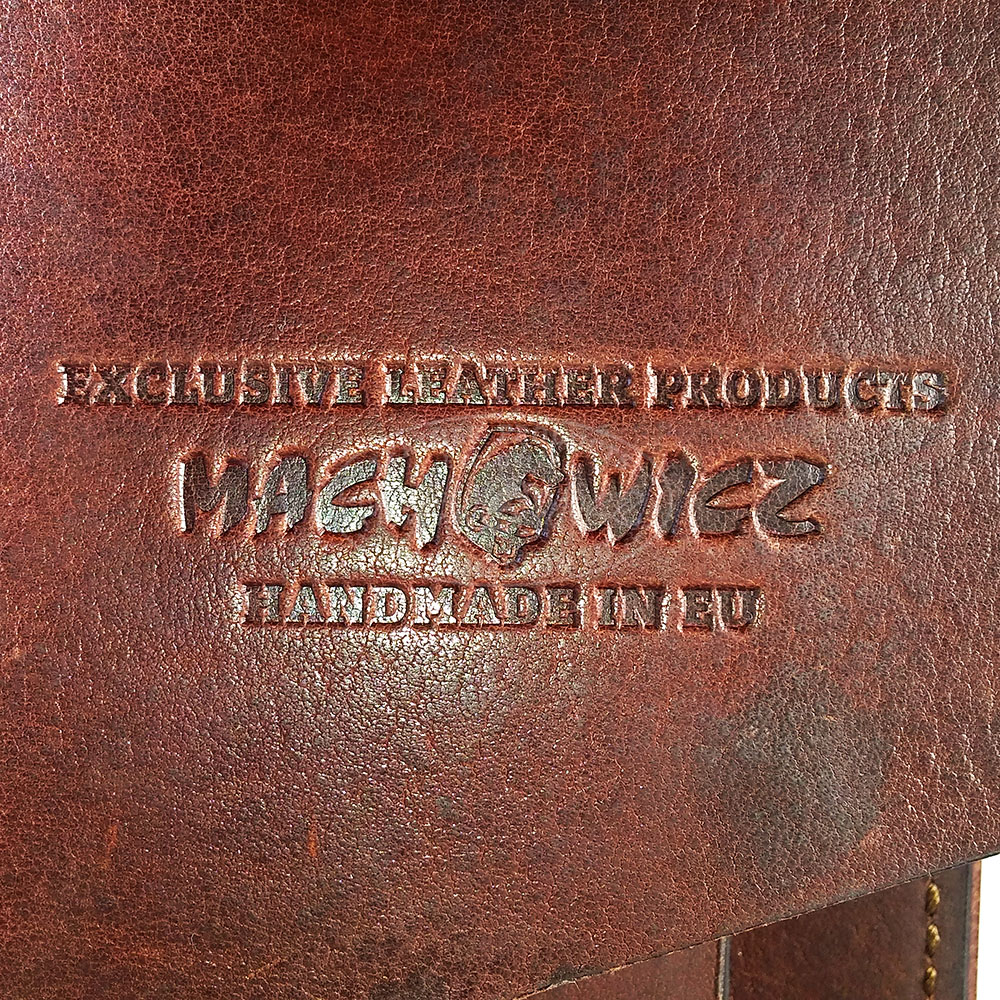 EXCLUSIVE LEATHER PRODUCTS
MACHOWICZ
HANDMADE IN EU